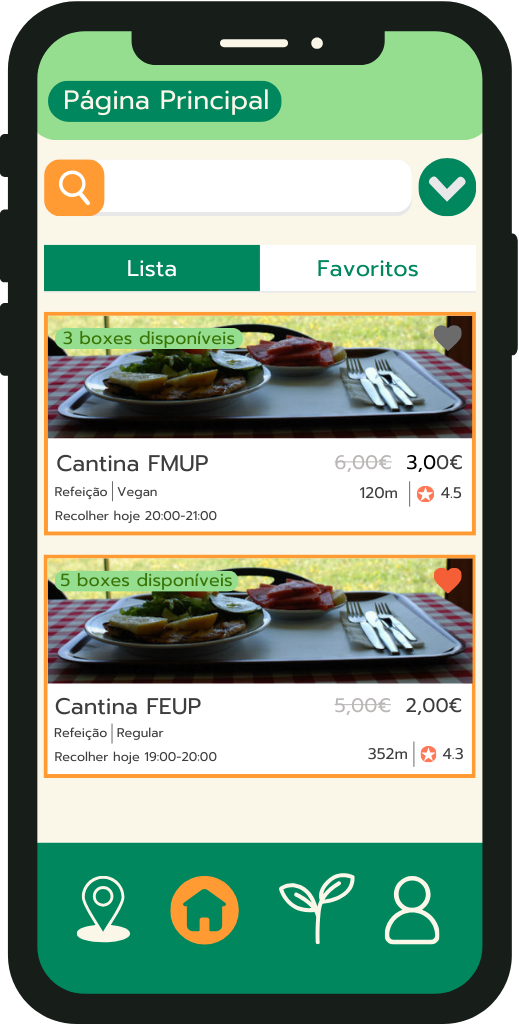 Página Principal
Lista Favoritos
3 boxes disponíveis
Cantina FMUP 6,00€ 3,00€
Refeição Vegan 120m 4.5
Recolher hoje 20:00-21:00
5 boxes disponíveis
Cantina FEUP 5,00€ 2,00€
Refeição Regular
Recolher hoje 19:00-20:00 352m 4.3